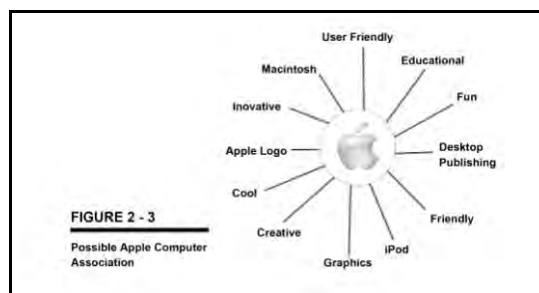 User Friendly
Educational
Macintosh
Fun
Inovative
Apple Logo
Desktop
Publishing
Cool
Friendly
Creative
iPod
Graphics
FIGURE 2 - 3
Possible Apple Computer
Association